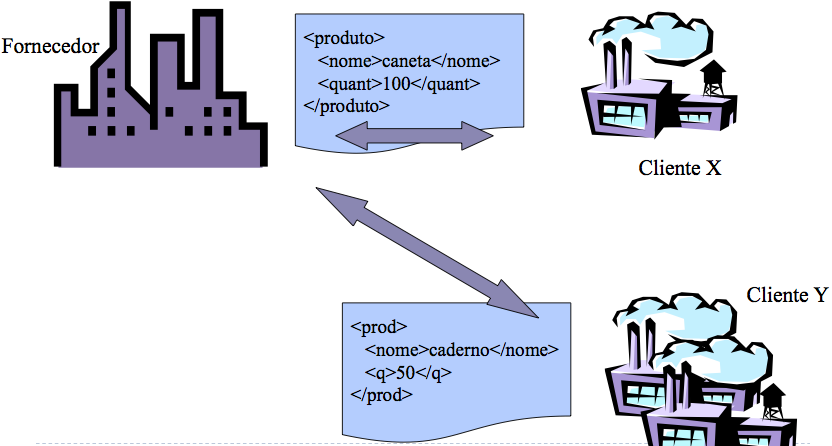 Fornecedor
<produto>
<nome>caneta</nome>
<quant>100</quant>
</produto>
Cliente X
Cliente Y
<prod>
<nome>caderno</nome>
<q>50</q>
</prod>